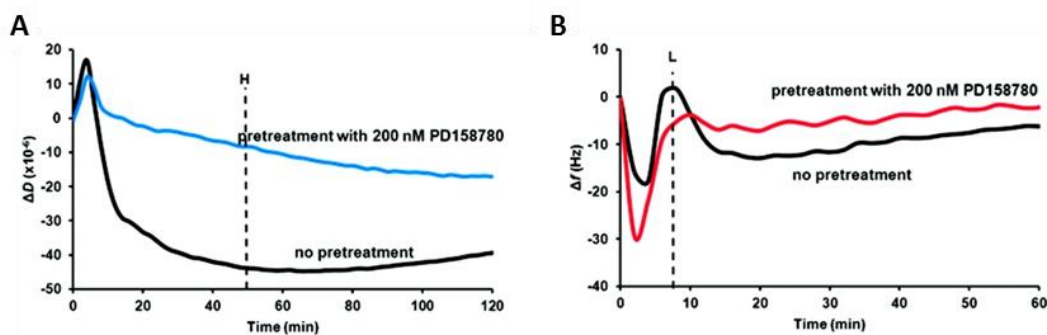 A
20
10
0
-10
-20
-30
-40
-50
ΔD (x10⁻⁶)
H
pretreatment with 200 nM PD158780
H
no pretreatment
0 20 40 60 80 100 120
Time (min)
B
10
0
-10
-20
-30
-40
Δf (Hz)
L
pretreatment with 200 nM PD158780
no pretreatment
0 10 20 30 40 50 60
Time (min)